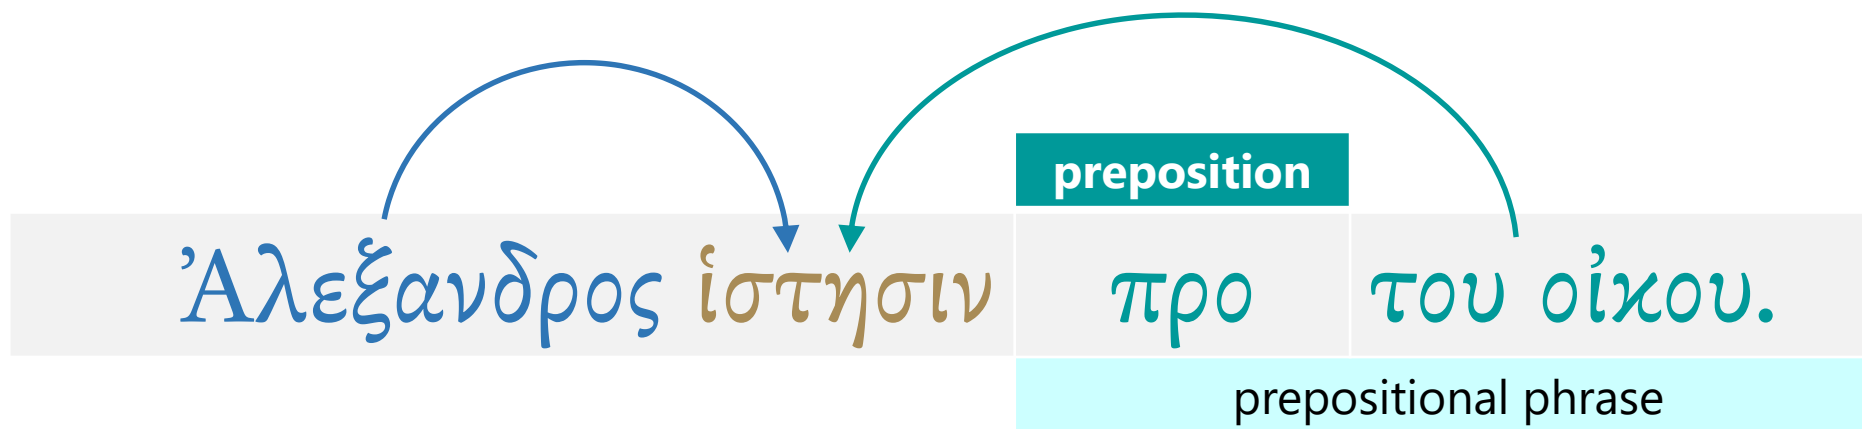 preposition
Ἀλεξανδρος ἱστησιν προ του οἰκου.
prepositional phrase